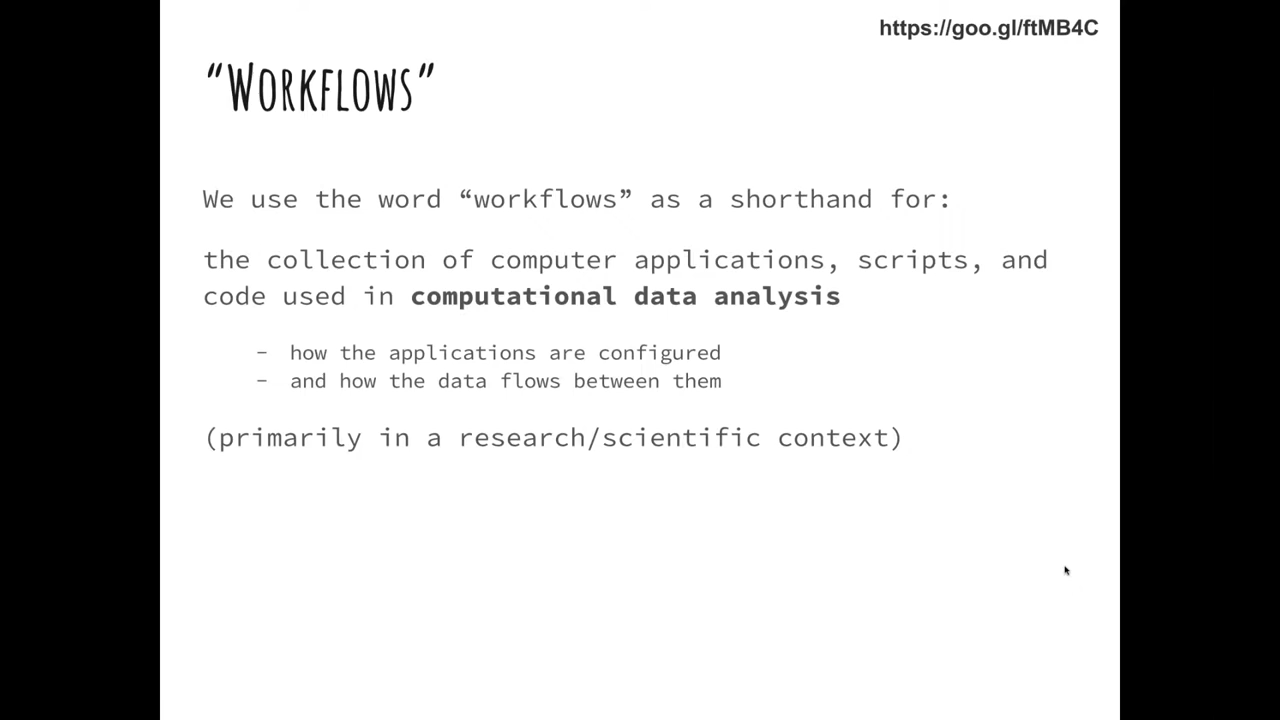 https://goo.gl/ftMB4C
“WORKFLOWS”
We use the word “workflows” as a shorthand for:
the collection of computer applications, scripts, and
code used in computational data analysis
- how the applications are configured
- and how the data flows between them
(primarily in a research/scientific context)